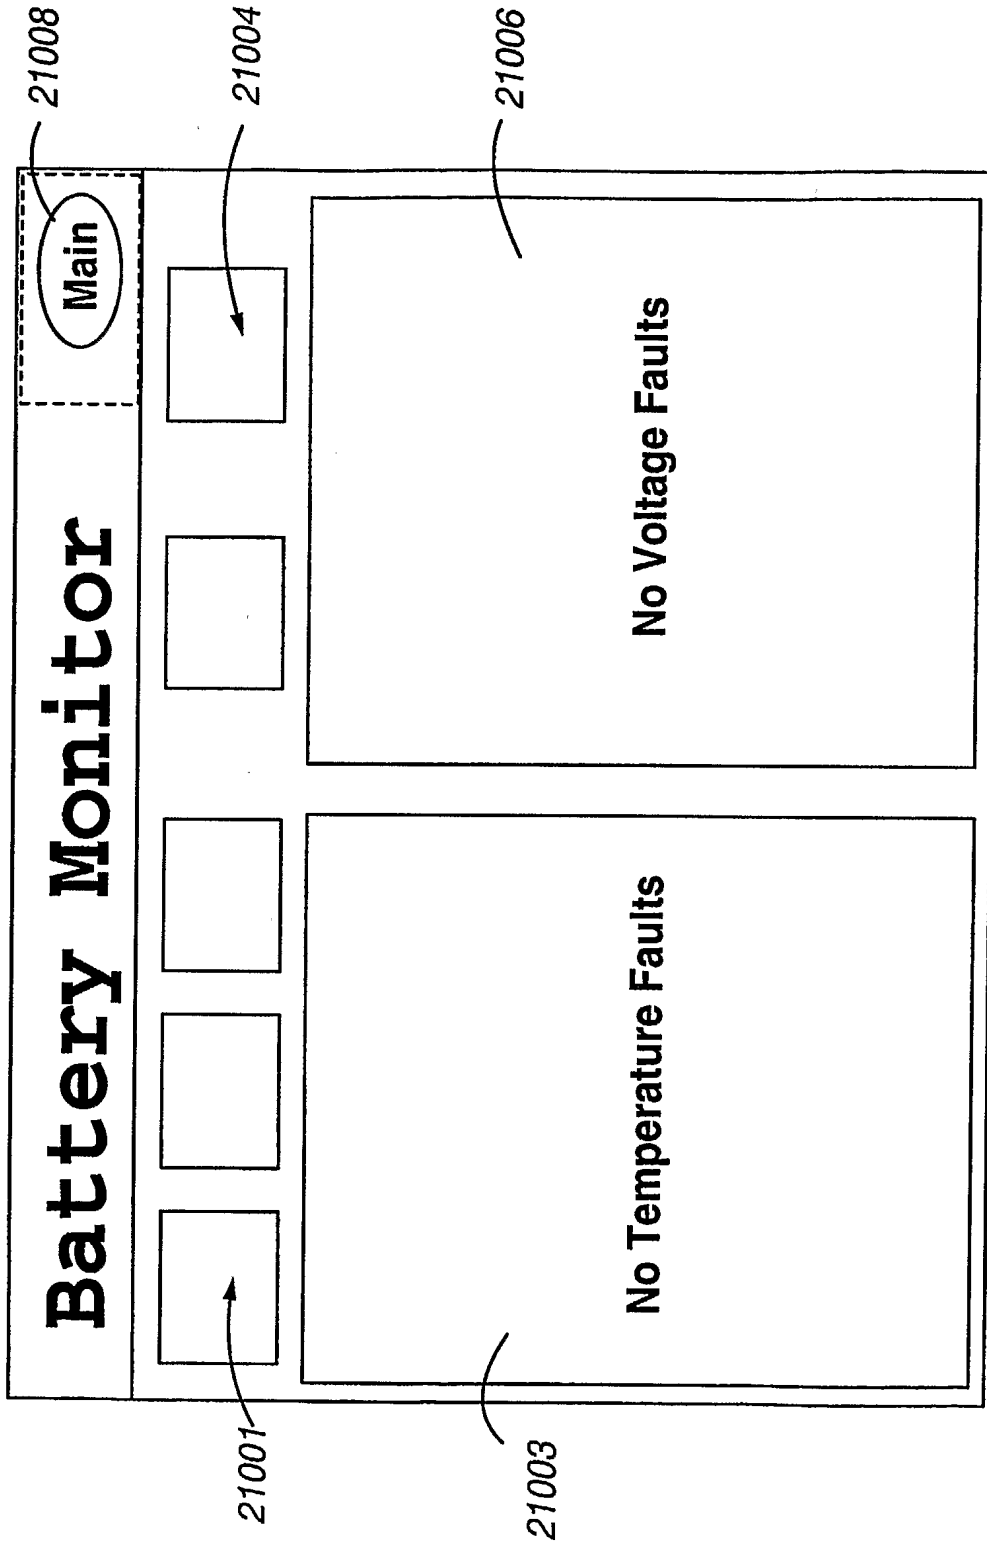 Battery Monitor
Main
21008
21001
21004
21003
No Temperature Faults
No Voltage Faults
21006